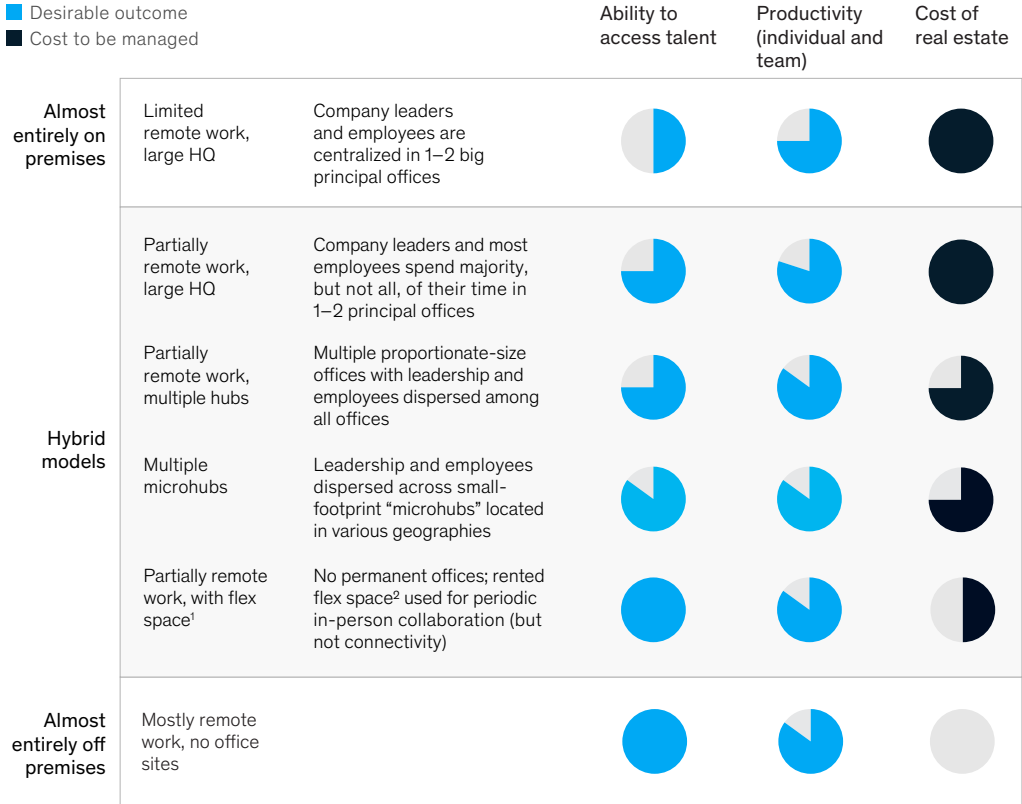 Desirable outcome
Cost to be managed
Ability to
access talent
Productivity
(individual and
team)
Cost of
real estate
Almost
entirely on
premises
Limited
remote work,
large HQ
Company leaders
and employees are
centralized in 1–2 big
principal offices
Hybrid
models
Partially
remote work,
large HQ
Company leaders and most
employees spend majority,
but not all, of their time in
1–2 principal offices
Partially
remote work,
multiple hubs
Multiple proportionate-size
offices with leadership and
employees dispersed among
all offices
Multiple
microhubs
Leadership and employees
dispersed across small-
footprint “microhubs” located
in various geographies
Partially remote
work, with flex
space¹
No permanent offices; rented
flex space² used for periodic
in-person collaboration (but
not connectivity)
Almost
entirely off
premises
Mostly remote
work, no office
sites